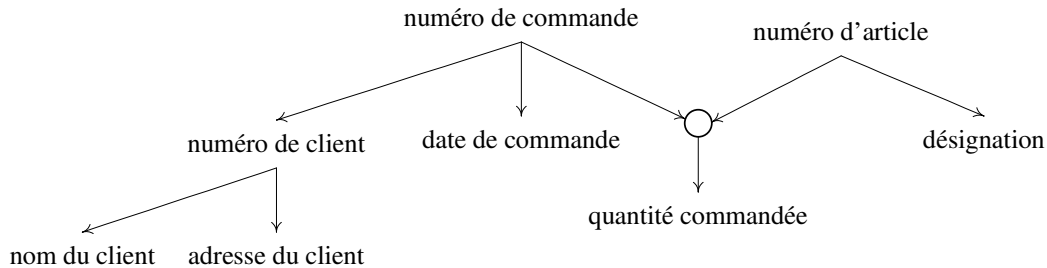 numéro de commande
numéro d'article
numéro de client
date de commande
désignation
quantité commandée
nom du client
adresse du client